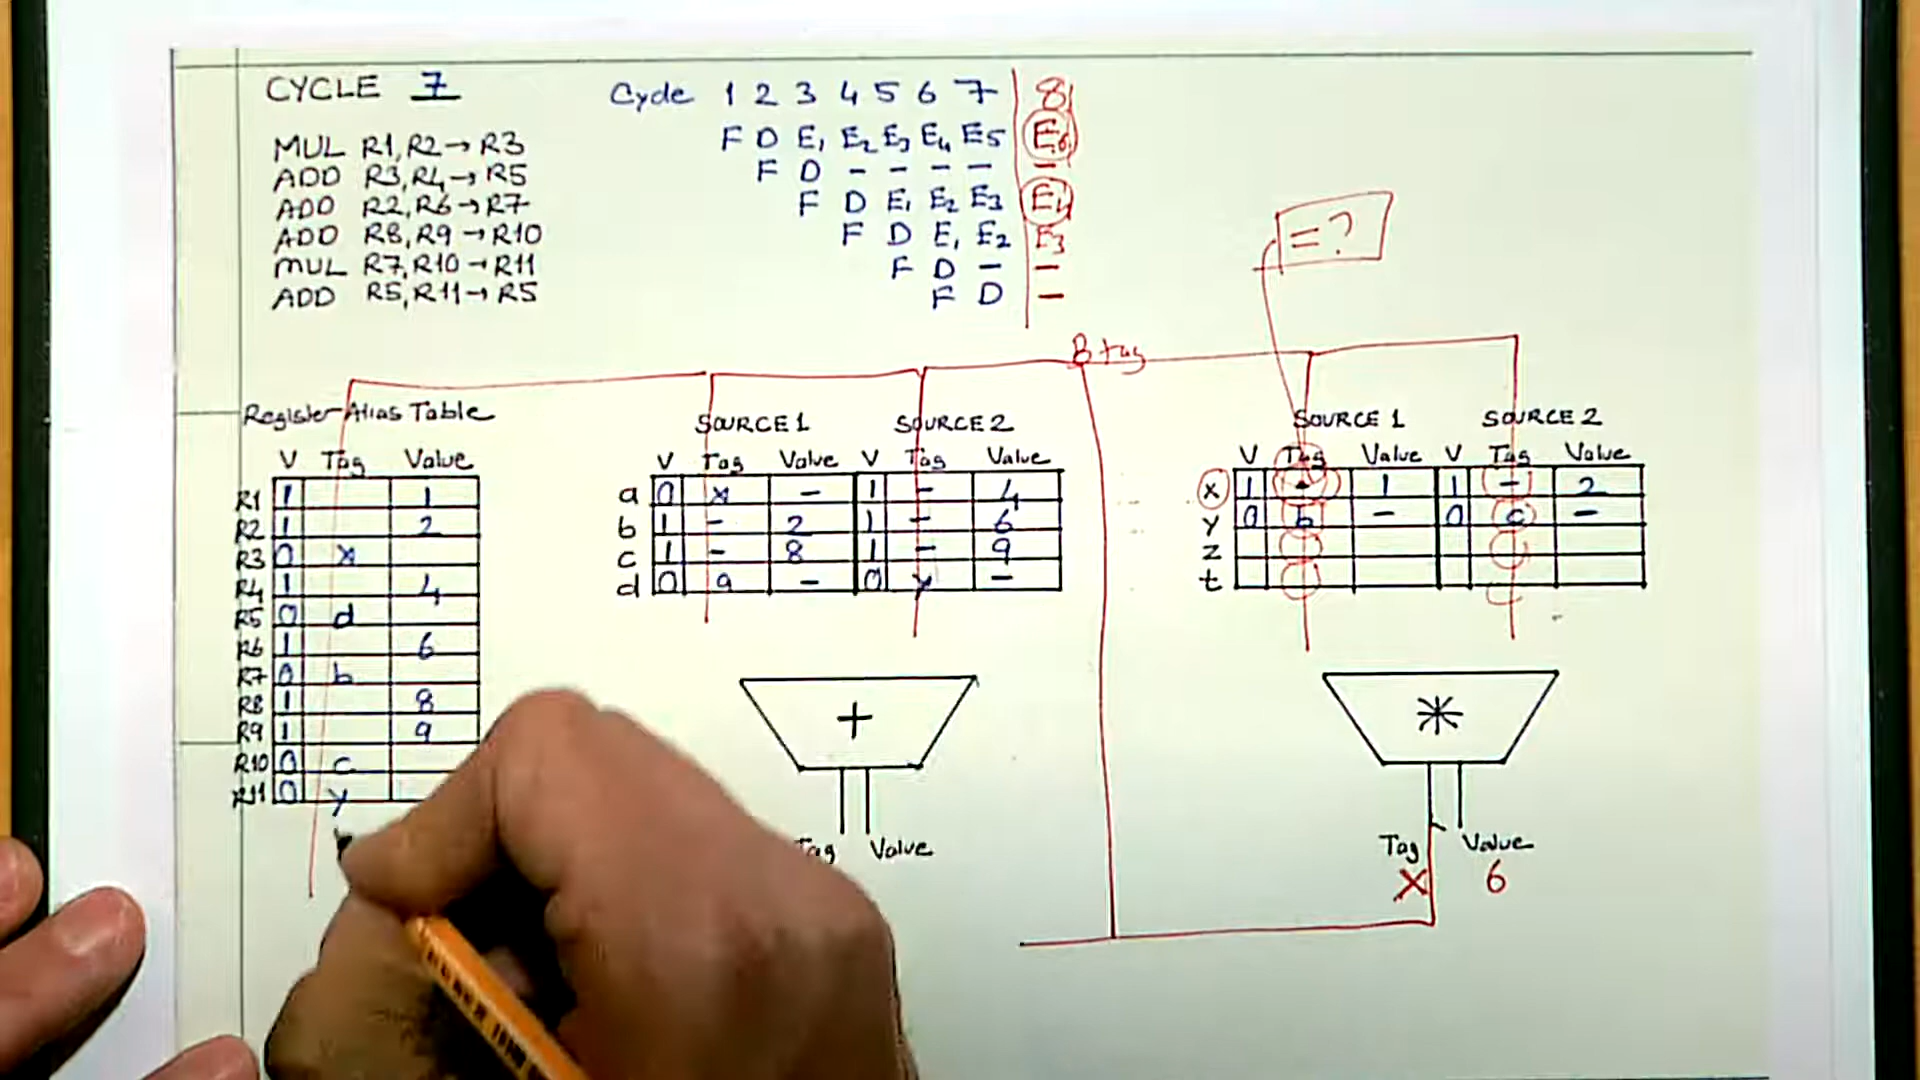 CYCLE 7
Cycle 1 2 3 4 5 6 7 8
MUL R1, R2 → R3 F D E1 E2 E3 E4 E5 E6
ADD R3, R4 → R5 F D - - - - -
ADD R2, R6 → R7 F D E1 E2 E3 E4
ADD R8, R9 → R10 F D E1 E2 E3
MUL R7, R10 → R11 F D - -
ADD R5, R11 → R5 F D -
= ?
B tag
Register Alias Table
V Tag Value
R1 1 1
R2 1 2
R3 0 x
R4 1 4
R5 0 d
R6 1 6
R7 0 b
R8 1 8
R9 1 9
R10 0 c
R11 0 y
SOURCE 1 SOURCE 2
V Tag Value V Tag Value
a 0 x - 1 - 4
b 1 - 2 1 - 6
c 1 - 8 1 - 9
d 0 a - 0 y -
+
Tag Value
SOURCE 1 SOURCE 2
V Tag Value V Tag Value
x 1 - 1 1 - 2
y 0 b - 0 c -
z
t
*
Tag Value
X 6